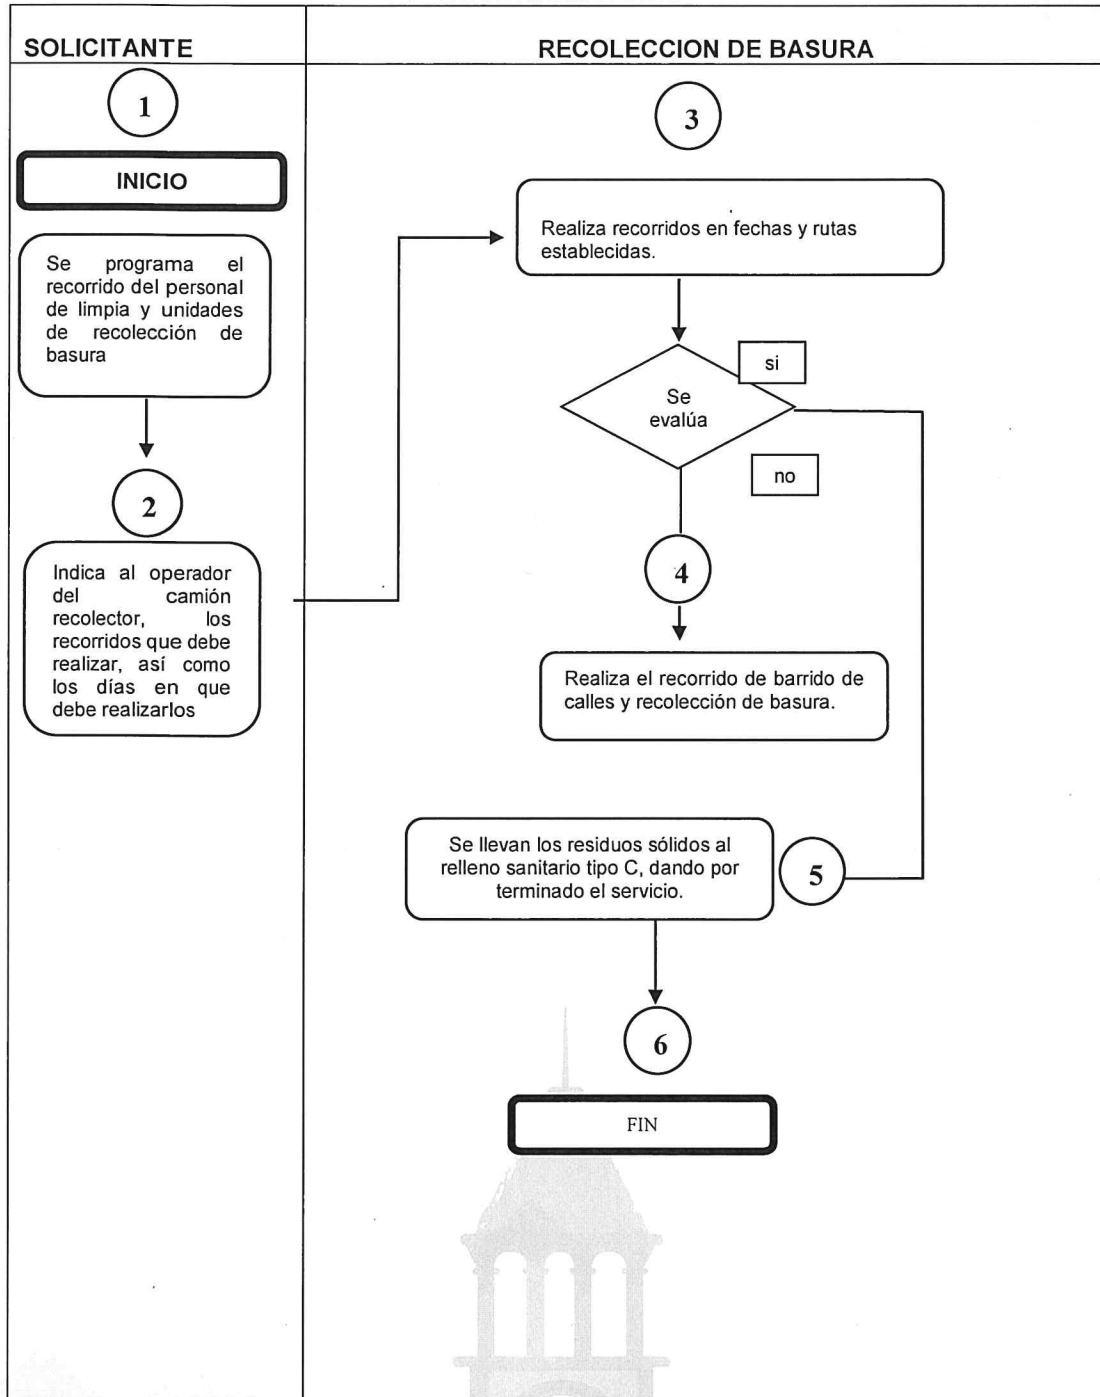 SOLICITANTE
RECOLECCION DE BASURA
1
INICIO
Se programa el
recorrido del personal
de limpia y unidades
de recolección de
basura
2
Indica al operador
del camión
recolector, los
recorridos que debe
realizar, así como
los días en que
debe realizarlos
3
Realiza recorridos en fechas y rutas
establecidas.
Se
evalúa
si
no
4
Realiza el recorrido de barrido de
calles y recolección de basura.
Se llevan los residuos sólidos al
relleno sanitario tipo C, dando por
terminado el servicio.
5
6
FIN